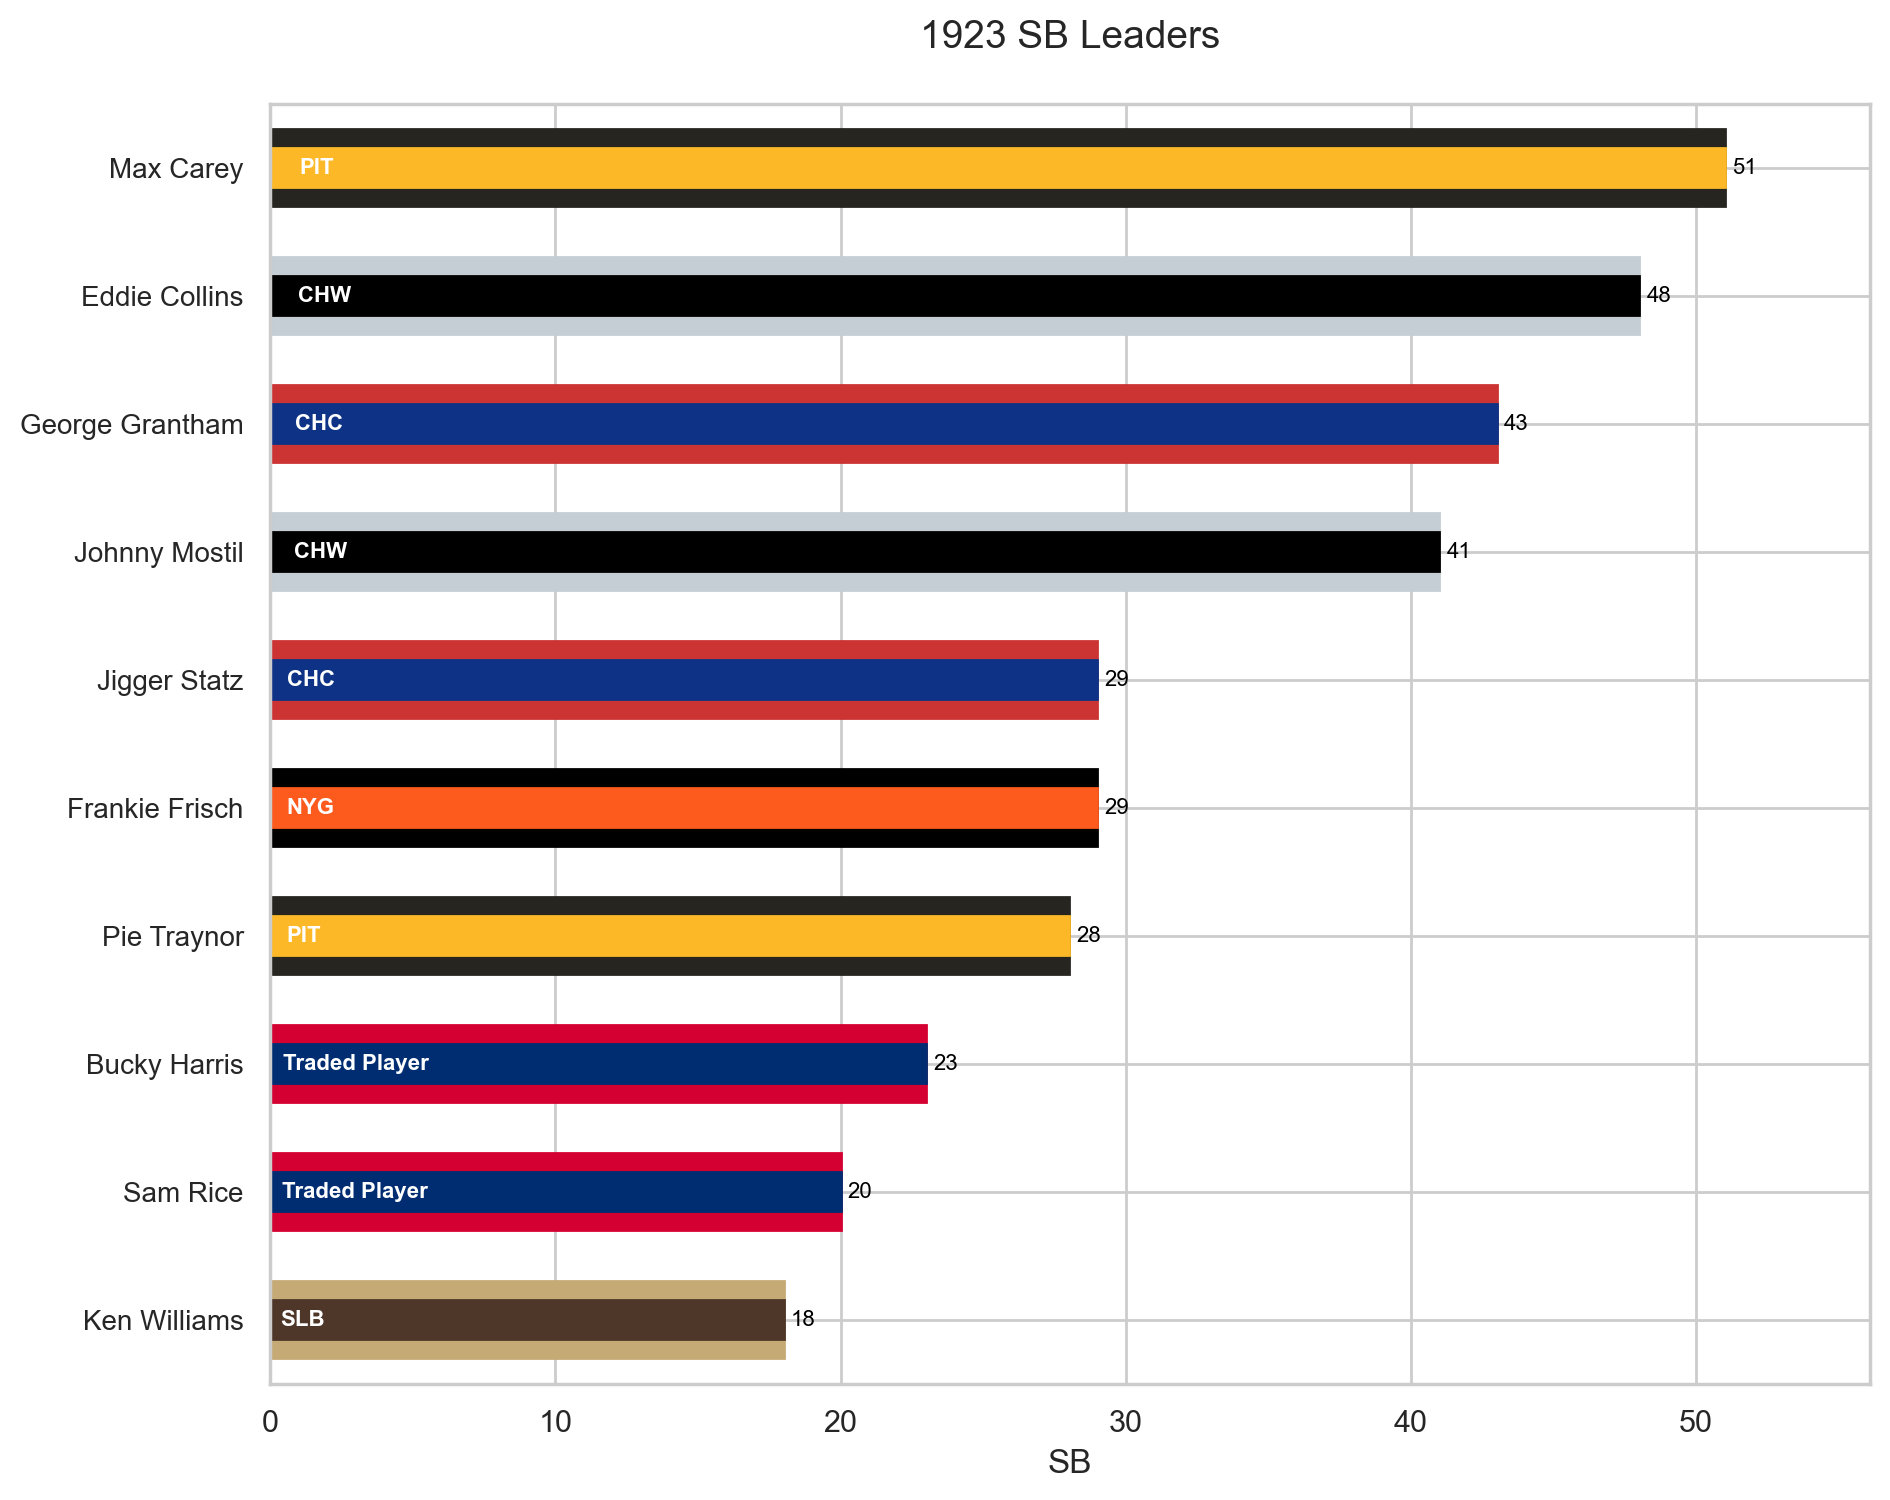 1923 SB Leaders
Max Carey PIT 51
Eddie Collins CHW 48
George Grantham CHC 43
Johnny Mostil CHW 41
Jigger Statz CHC 29
Frankie Frisch NYG 29
Pie Traynor PIT 28
Bucky Harris Traded Player 23
Sam Rice Traded Player 20
Ken Williams SLB 18
0 10 20 30 40 50
SB